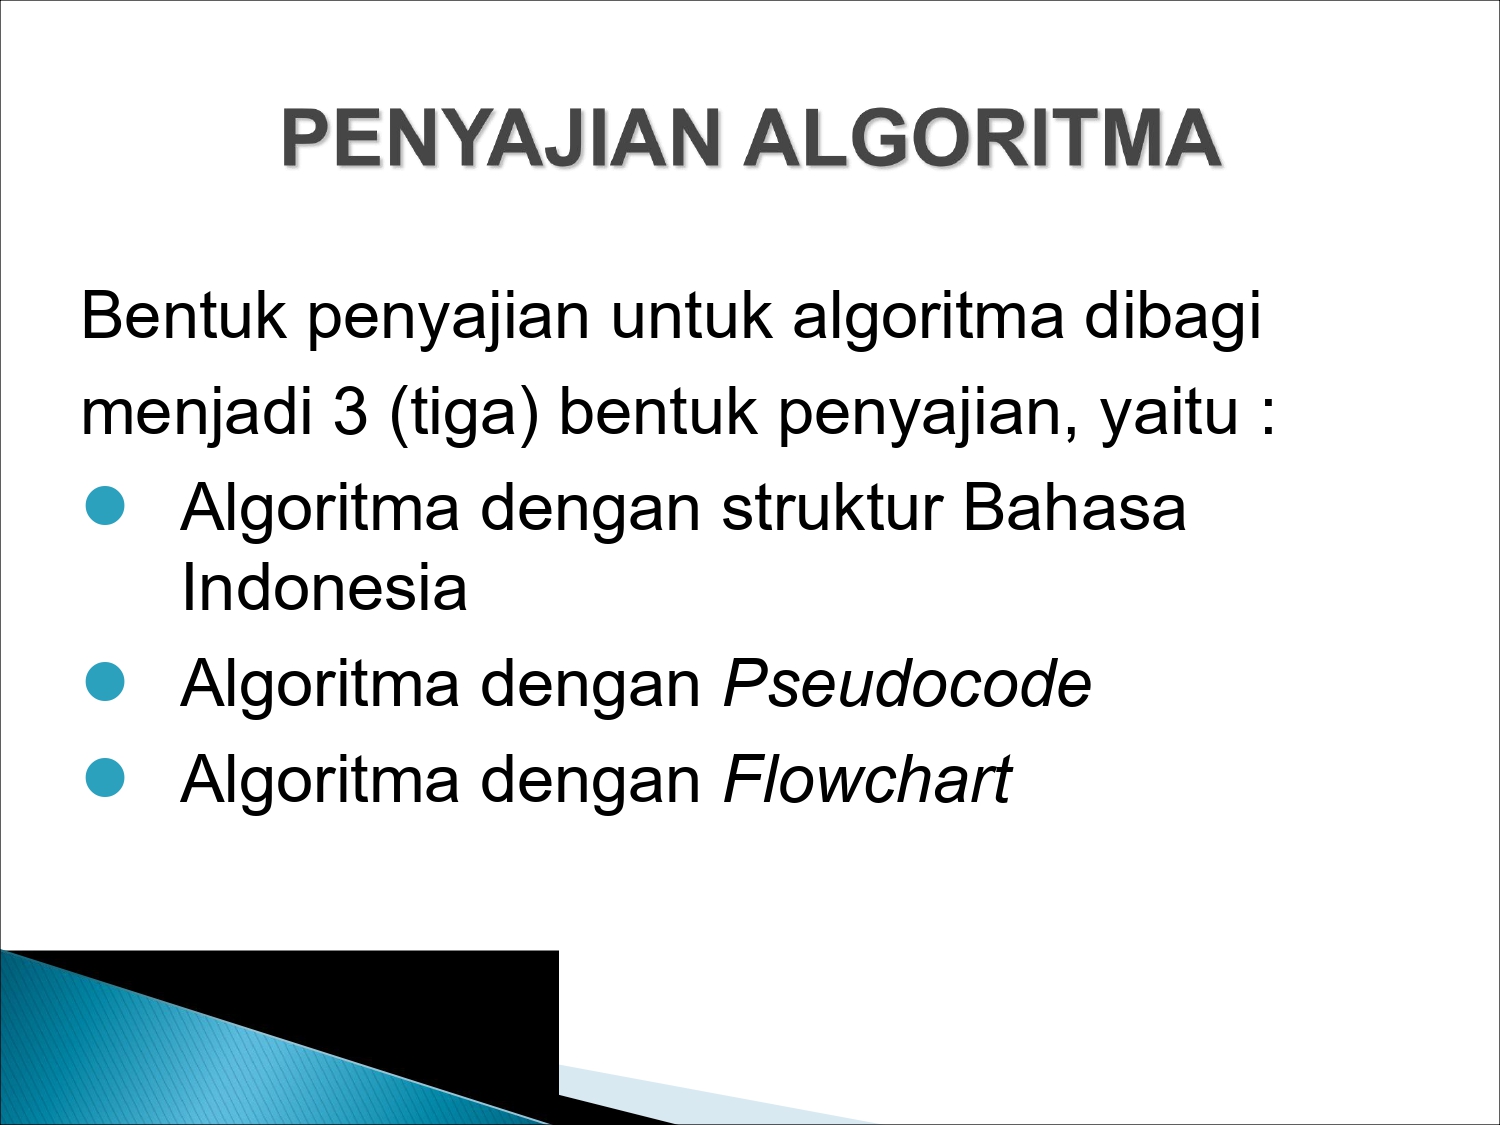 PENYAJIAN ALGORITMA
Bentuk penyajian untuk algoritma dibagi
menjadi 3 (tiga) bentuk penyajian, yaitu :
Algoritma dengan struktur Bahasa
Indonesia
Algoritma dengan Pseudocode
Algoritma dengan Flowchart